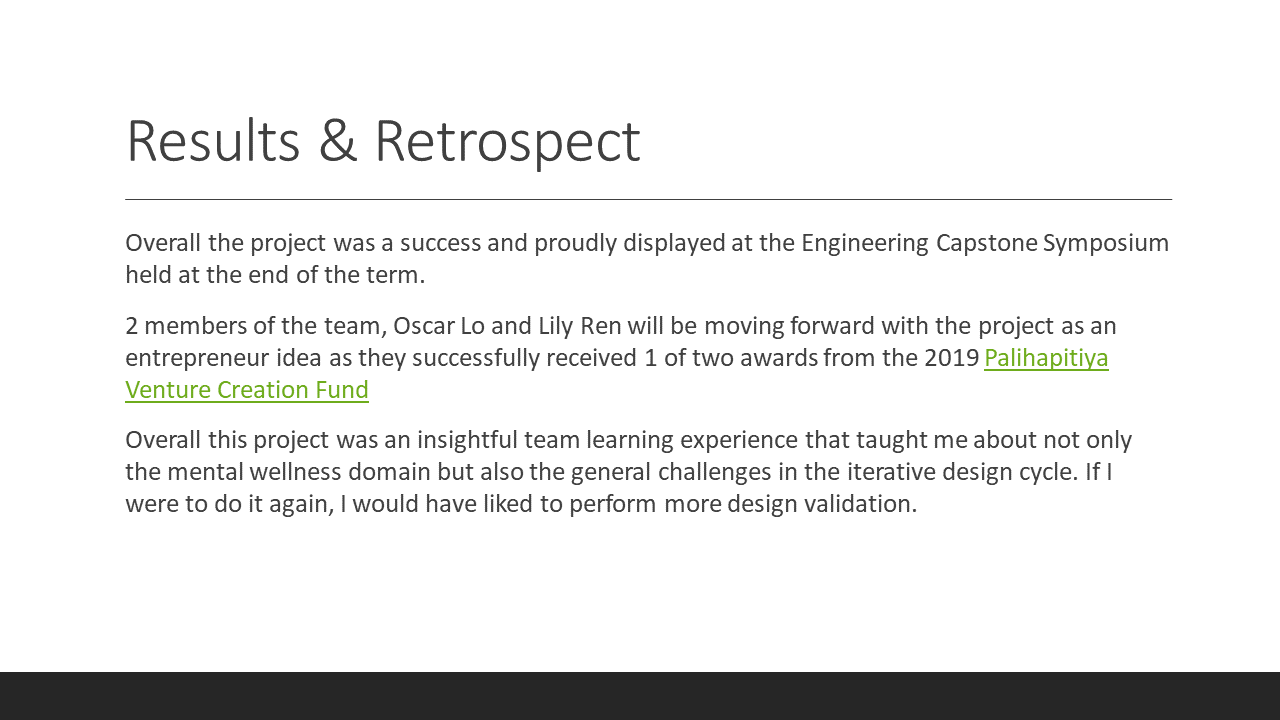 Results & Retrospect
Overall the project was a success and proudly displayed at the Engineering Capstone Symposium
held at the end of the term.
2 members of the team, Oscar Lo and Lily Ren will be moving forward with the project as an
entrepreneur idea as they successfully received 1 of two awards from the 2019 Palihapitiya
Venture Creation Fund
Overall this project was an insightful team learning experience that taught me about not only
the mental wellness domain but also the general challenges in the iterative design cycle. If I
were to do it again, I would have liked to perform more design validation.